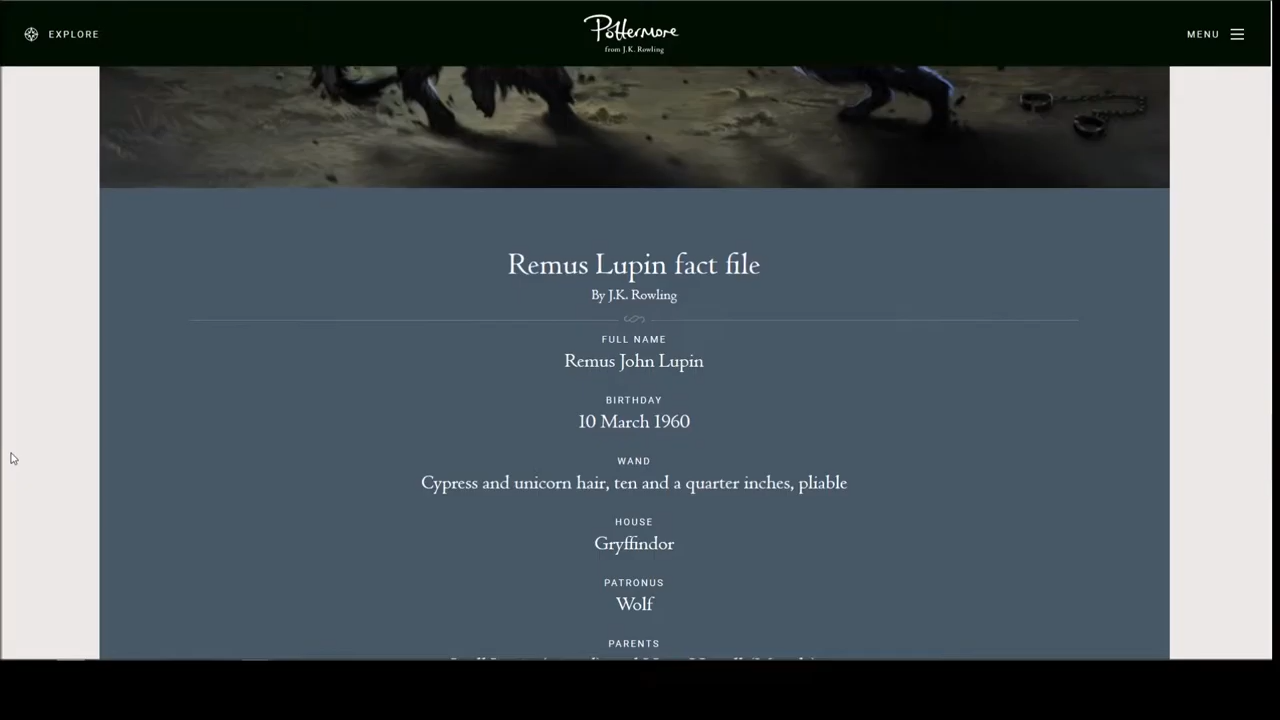 EXPLORE
Pottermore
from J.K. Rowling
MENU
Remus Lupin fact file
By J.K. Rowling
FULL NAME
Remus John Lupin
BIRTHDAY
10 March 1960
WAND
Cypress and unicorn hair, ten and a quarter inches, pliable
HOUSE
Gryffindor
PATRONUS
Wolf
PARENTS